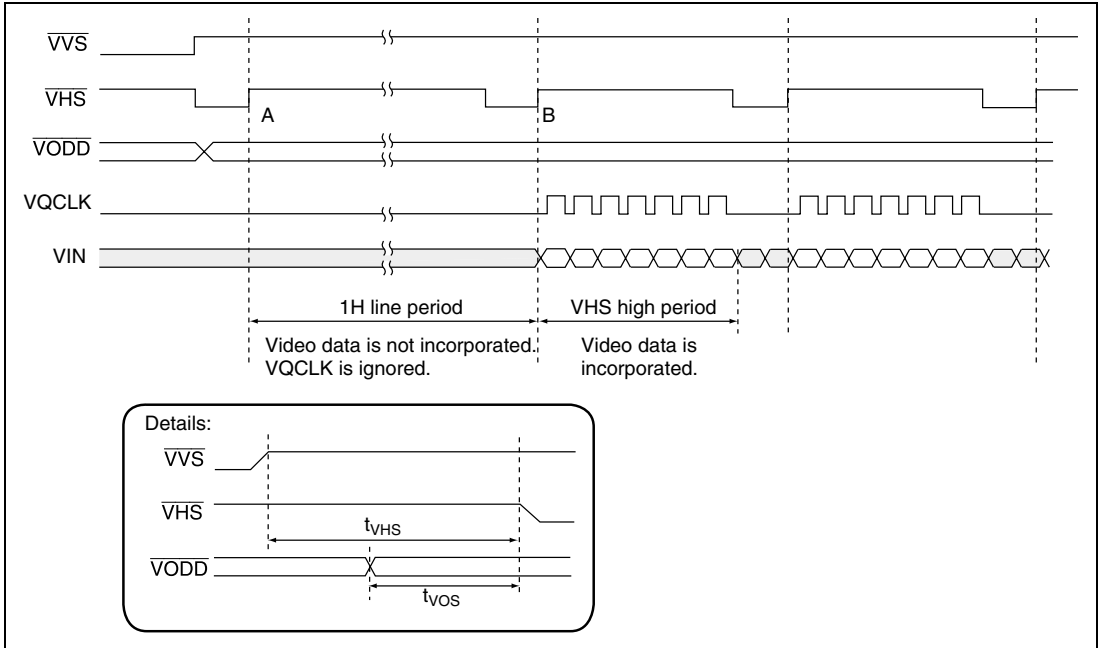 VVS
VHS
A
B
VODD
VQCLK
VIN
1H line period
VHS high period
Video data is not incorporated.
VQCLK is ignored.
Video data is
incorporated.
Details:
VVS
VHS
tVHS
VODD
tVOS